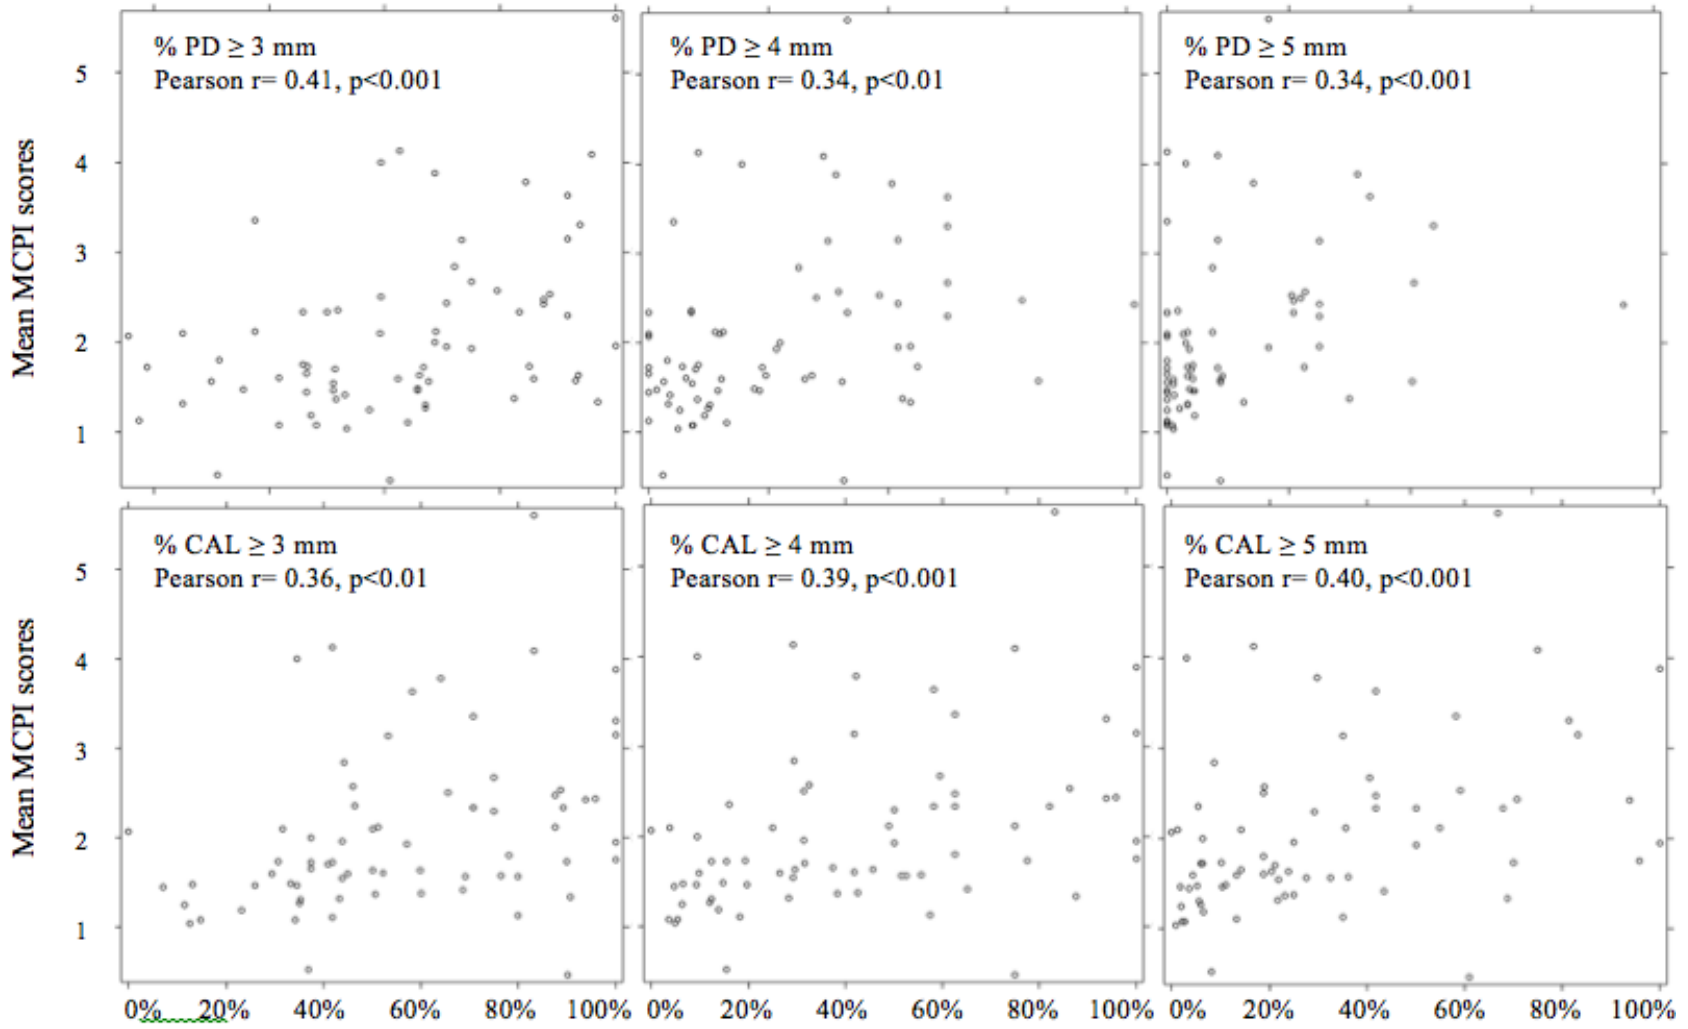 % PD ≥ 3 mm
Pearson r= 0.41, p<0.001
% PD ≥ 4 mm
Pearson r= 0.34, p<0.01
% PD ≥ 5 mm
Pearson r= 0.34, p<0.001
Mean MCPI scores
5
4
3
2
1
% CAL ≥ 3 mm
Pearson r= 0.36, p<0.01
% CAL ≥ 4 mm
Pearson r= 0.39, p<0.001
% CAL ≥ 5 mm
Pearson r= 0.40, p<0.001
Mean MCPI scores
5
4
3
2
1
0% 20% 40% 60% 80% 100% 0% 20% 40% 60% 80% 100% 0% 20% 40% 60% 80% 100%